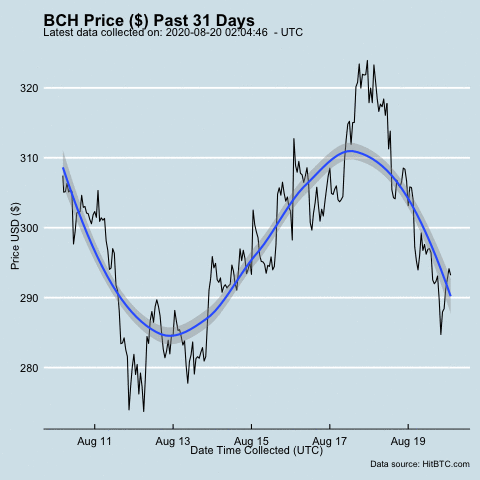 BCH Price ($) Past 31 Days
Latest data collected on: 2020-08-20 02:04:46 - UTC
320
310
300
290
280
Price USD ($)
Aug 11 Aug 13 Aug 15 Aug 17 Aug 19
Date Time Collected (UTC)
Data source: HitBTC.com